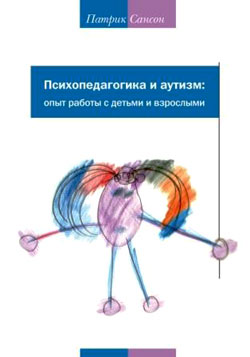 Патрик Сансон
Психопедагогика и аутизм:
опыт работы с детьми и взрослыми